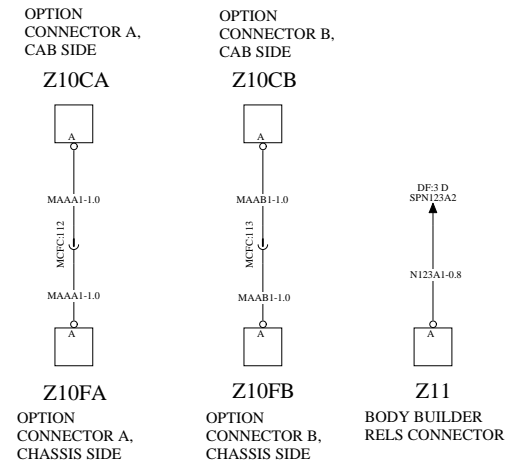 OPTION
CONNECTOR A,
CAB SIDE
Z10CA
A
MAAA1-1.0
MCFC:112
MAAA1-1.0
A
Z10FA
OPTION
CONNECTOR A,
CHASSIS SIDE
OPTION
CONNECTOR B,
CAB SIDE
Z10CB
A
MAAB1-1.0
MCFC:113
MAAB1-1.0
A
Z10FB
OPTION
CONNECTOR B,
CHASSIS SIDE
DF:3 D
SPN123A2
N123A1-0.8
A
Z11
BODY BUILDER
RELS CONNECTOR